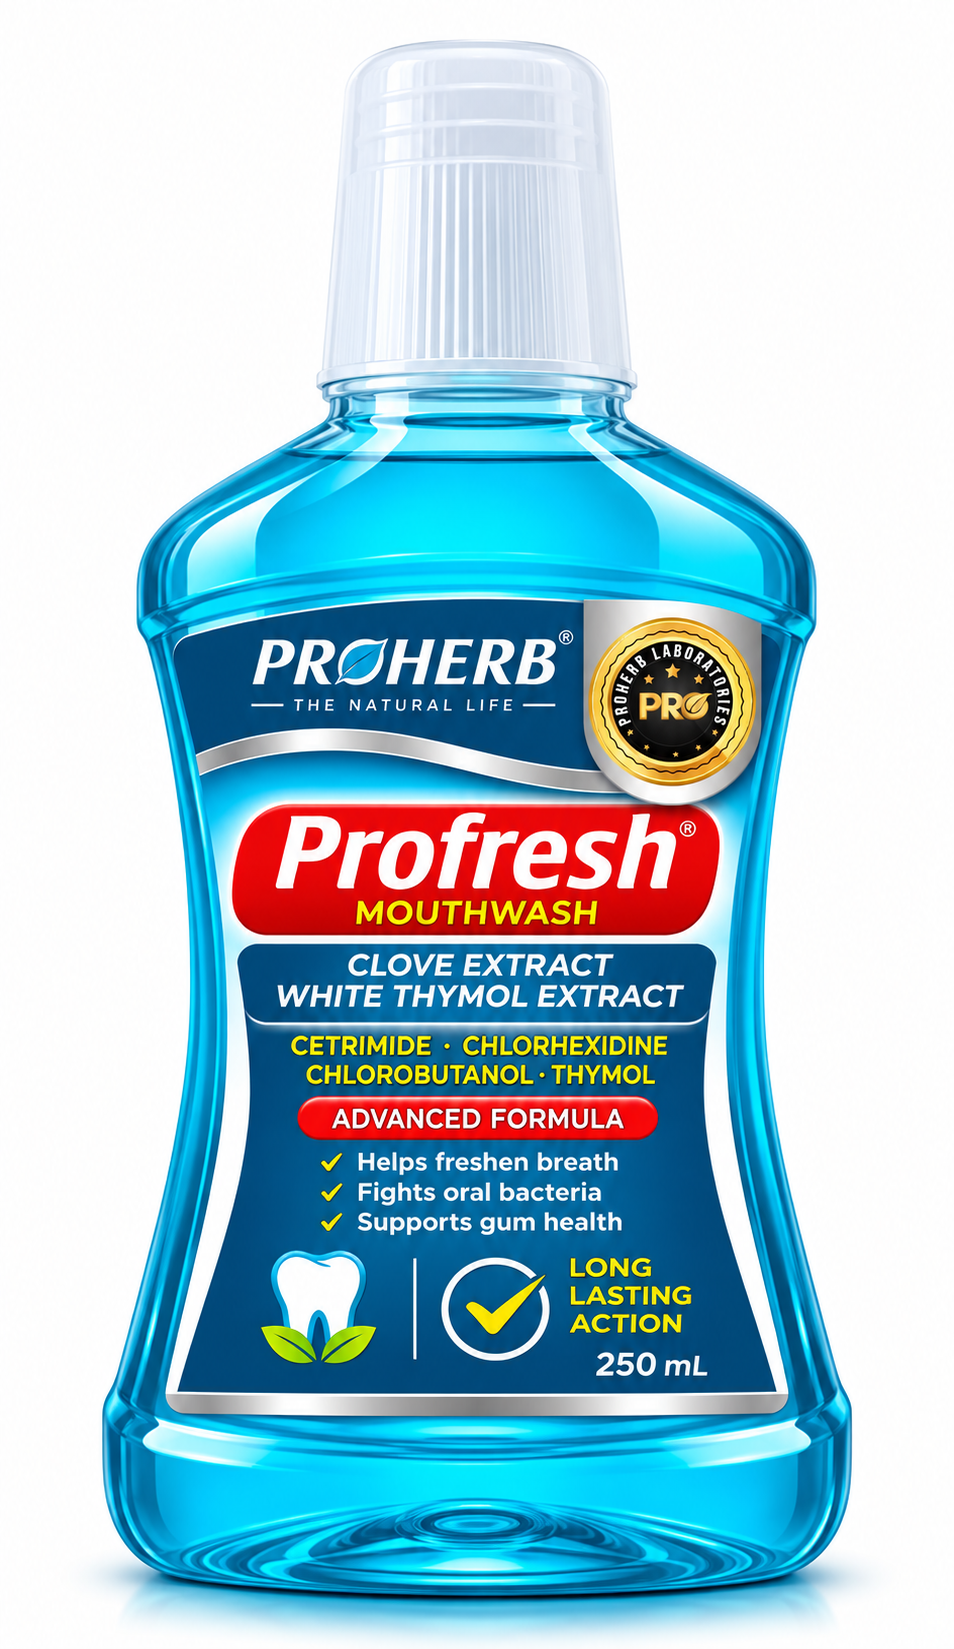 PROHERB®
THE NATURAL LIFE
PROHERB LABORATORIES
PRO
Profresh®
MOUTHWASH
CLOVE EXTRACT
WHITE THYMOL EXTRACT
CETRIMIDE · CHLORHEXIDINE
CHLOROBUTANOL · THYMOL
ADVANCED FORMULA
Helps freshen breath
Fights oral bacteria
Supports gum health
LONG
LASTING
ACTION
250 mL